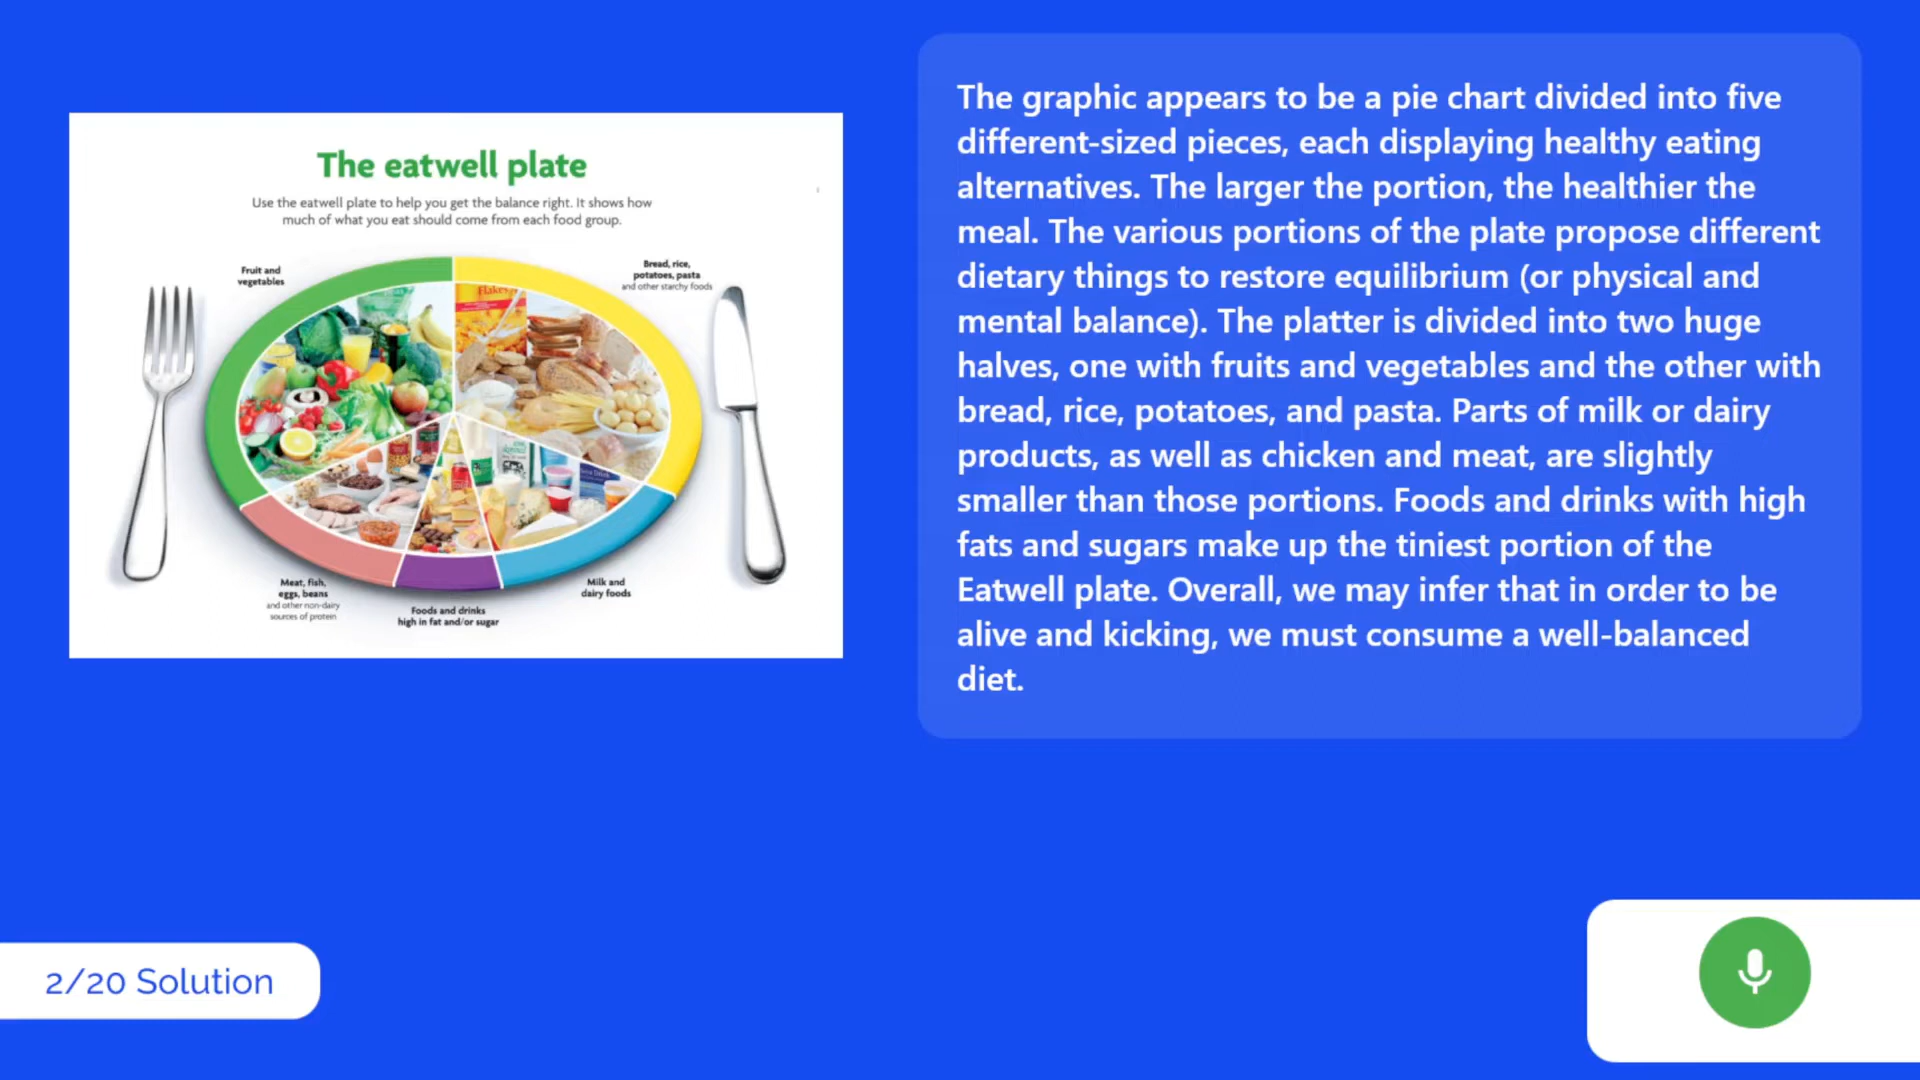 The eatwell plate
Use the eatwell plate to help you get the balance right. It shows how
much of what you eat should come from each food group.
Fruit and
vegetables
Bread, rice,
potatoes, pasta
and other starchy foods
Flakes
Meat, fish,
eggs, beans
and other non-dairy
sources of protein
Foods and drinks
high in fat and/or sugar
Milk and
dairy foods
The graphic appears to be a pie chart divided into five
different-sized pieces, each displaying healthy eating
alternatives. The larger the portion, the healthier the
meal. The various portions of the plate propose different
dietary things to restore equilibrium (or physical and
mental balance). The platter is divided into two huge
halves, one with fruits and vegetables and the other with
bread, rice, potatoes, and pasta. Parts of milk or dairy
products, as well as chicken and meat, are slightly
smaller than those portions. Foods and drinks with high
fats and sugars make up the tiniest portion of the
Eatwell plate. Overall, we may infer that in order to be
alive and kicking, we must consume a well-balanced
diet.
2/20 Solution